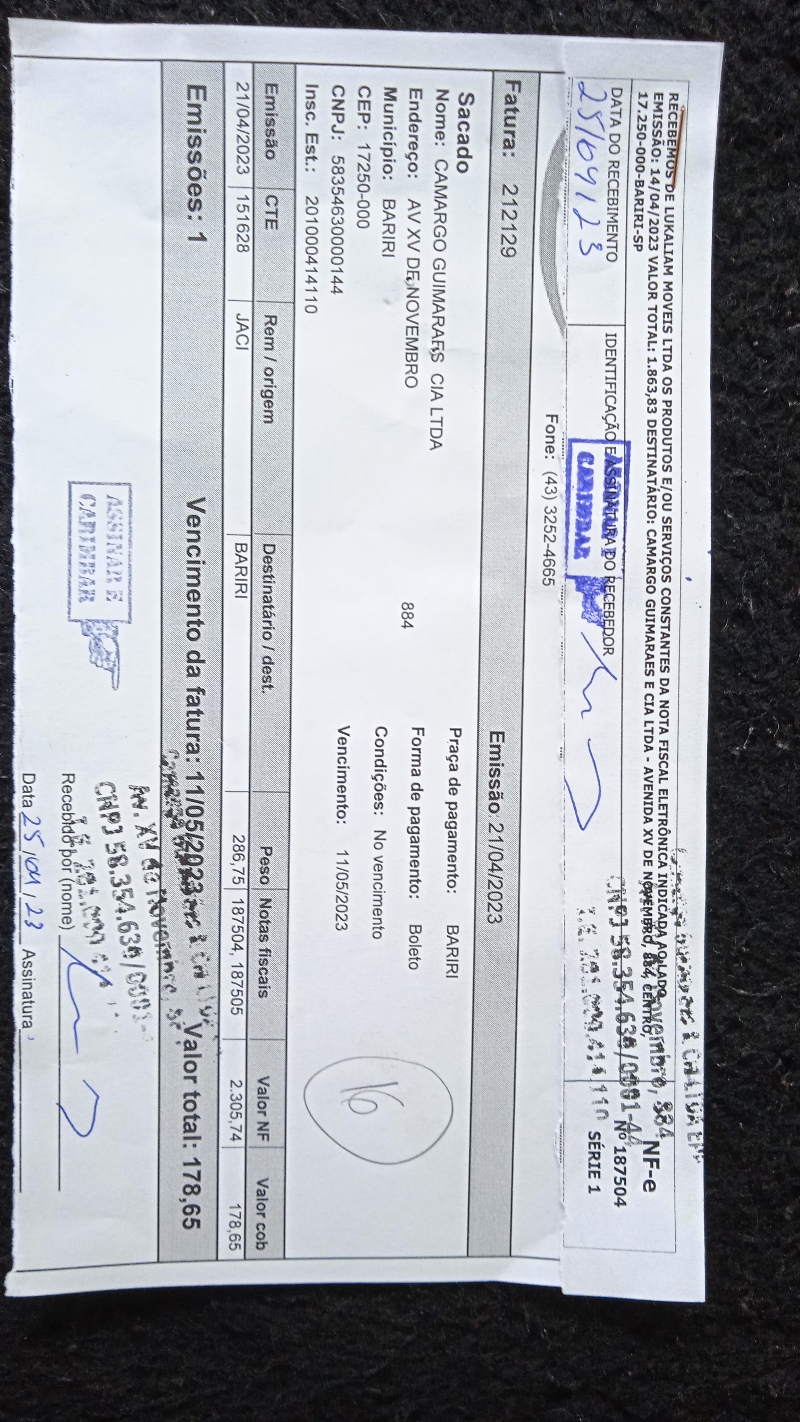 RECEBEMOS DE LUKALIAM MOVEIS LTDA OS PRODUTOS E/OU SERVIÇOS CONSTANTES DA NOTA FISCAL ELETRÔNICA INDICADA AO LADO
EMISSÃO: 14/04/2023 VALOR TOTAL: 1.863,83 DESTINATÁRIO: CAMARGO GUIMARAES E CIA LTDA - AVENIDA XV DE NOVEMBRO, 884, CENTRO,
17.250-000-BARIRI-SP
NF-e
Nº 187504
SÉRIE 1
DATA DO RECEBIMENTO
IDENTIFICAÇÃO E ASSINATURA DO RECEBEDOR
25/04/23
CARIMBAR
Novembro, 884
CNPJ 58.354.630/0001-44
Fone: (43) 3252-4665
Fatura: 212129
Emissão 21/04/2023
Sacado
Nome: CAMARGO GUIMARAES CIA LTDA
Praça de pagamento: BARIRI
Endereço: AV XV DE NOVEMBRO 884
Forma de pagamento: Boleto
Município: BARIRI
Condições: No vencimento
CEP: 17250-000
Vencimento: 11/05/2023
CNPJ: 58354630000144
Insc. Est.: 201000414110
16
Emissão CTE Rem / origem Destinatário / dest. Peso Notas fiscais Valor NF Valor cob
21/04/2023 151628 JACI BARIRI 286,75 187504, 187505 2.305,74 178,65
Emissões: 1 Vencimento da fatura: 11/05/2023 Valor total: 178,65
ASSINAR E
CARIMBAR
Av. XV de Novembro,
CNPJ 58.354.630/0001-
Recebido por (nome)
Data 25/04/23 Assinatura